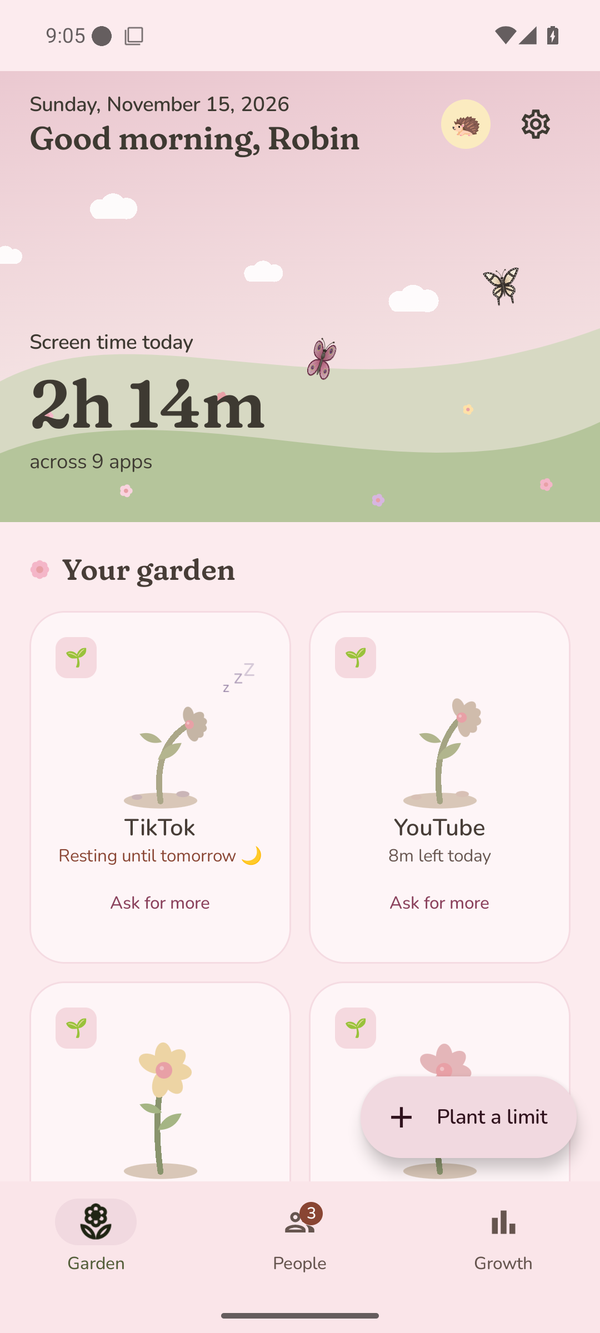 9:05
Sunday, November 15, 2026
Good morning, Robin
Screen time today
2h 14m
across 9 apps
Your garden
z z Z
TikTok
Resting until tomorrow 🌙
Ask for more
YouTube
8m left today
Ask for more
+ Plant a limit
Garden
3
People
Growth